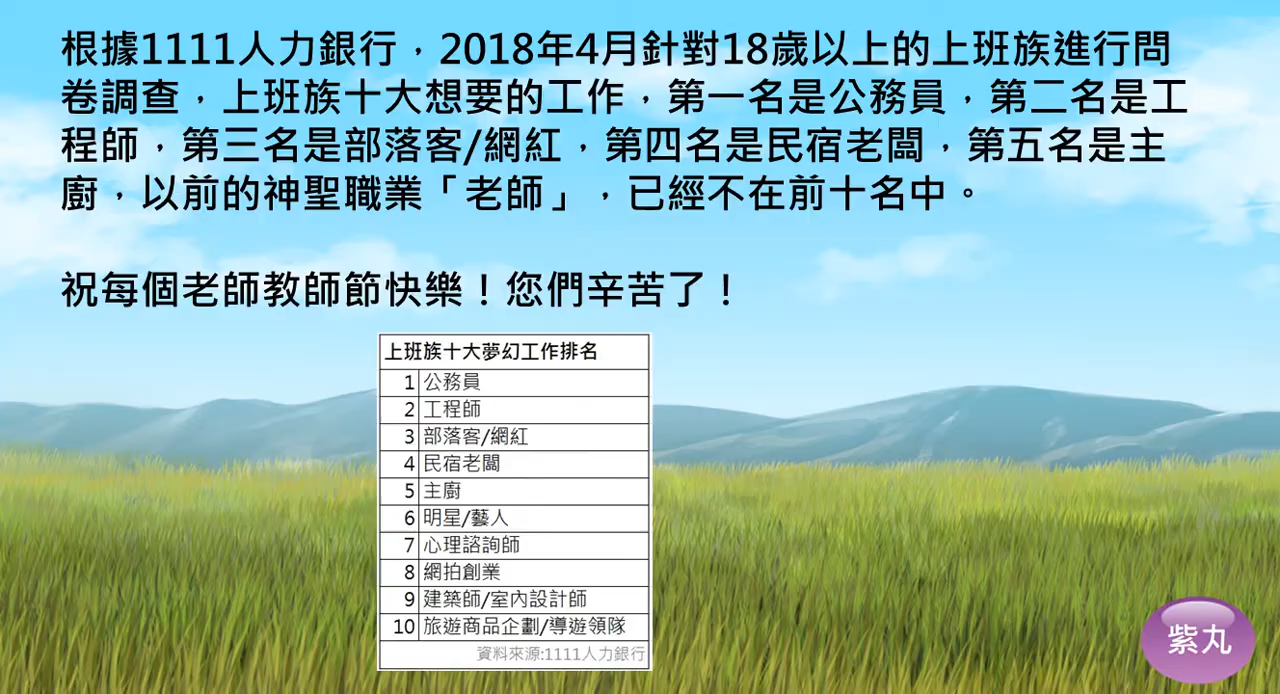 根據1111人力銀行，2018年4月針對18歲以上的上班族進行問
卷調查，上班族十大想要的工作，第一名是公務員，第二名是工
程師，第三名是部落客/網紅，第四名是民宿老闆，第五名是主
廚，以前的神聖職業「老師」，已經不在前十名中。
祝每個老師教師節快樂！您們辛苦了！
上班族十大夢幻工作排名
1 公務員
2 工程師
3 部落客/網紅
4 民宿老闆
5 主廚
6 明星/藝人
7 心理諮詢師
8 網拍創業
9 建築師/室內設計師
10 旅遊商品企劃/導遊領隊
資料來源:1111人力銀行
紫丸